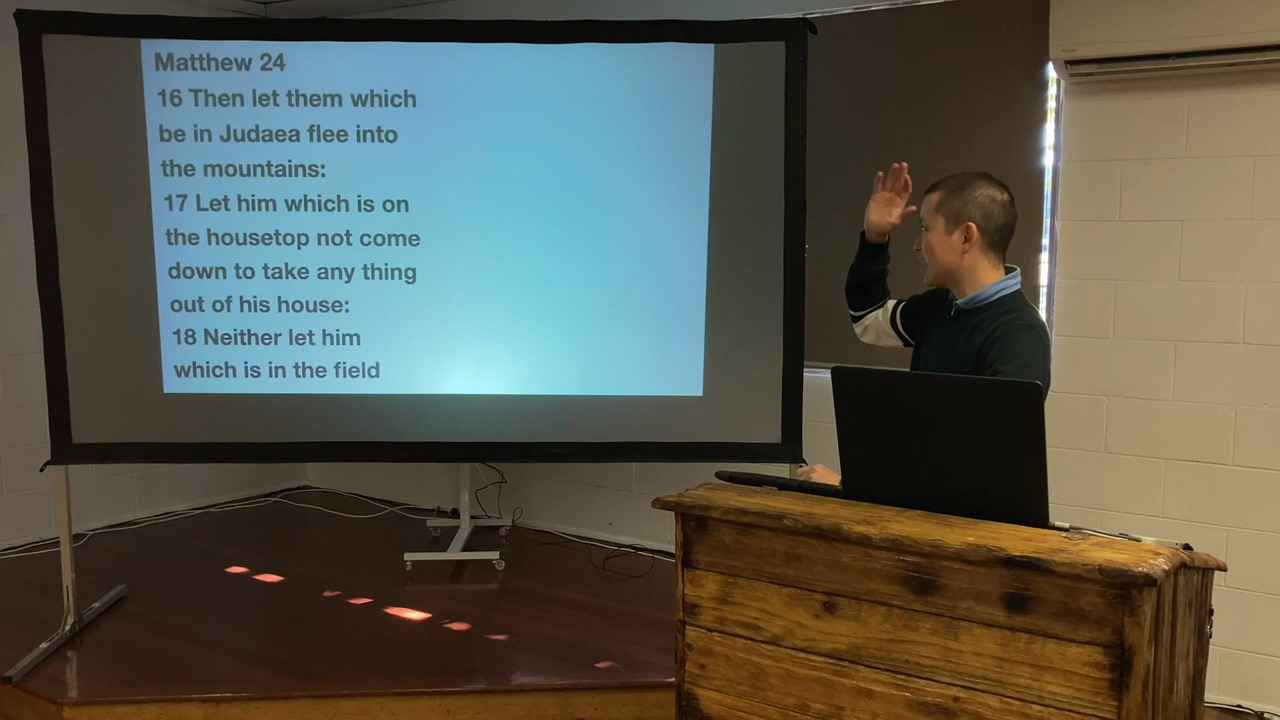 Matthew 24
16 Then let them which
be in Judaea flee into
the mountains:
17 Let him which is on
the housetop not come
down to take any thing
out of his house:
18 Neither let him
which is in the field